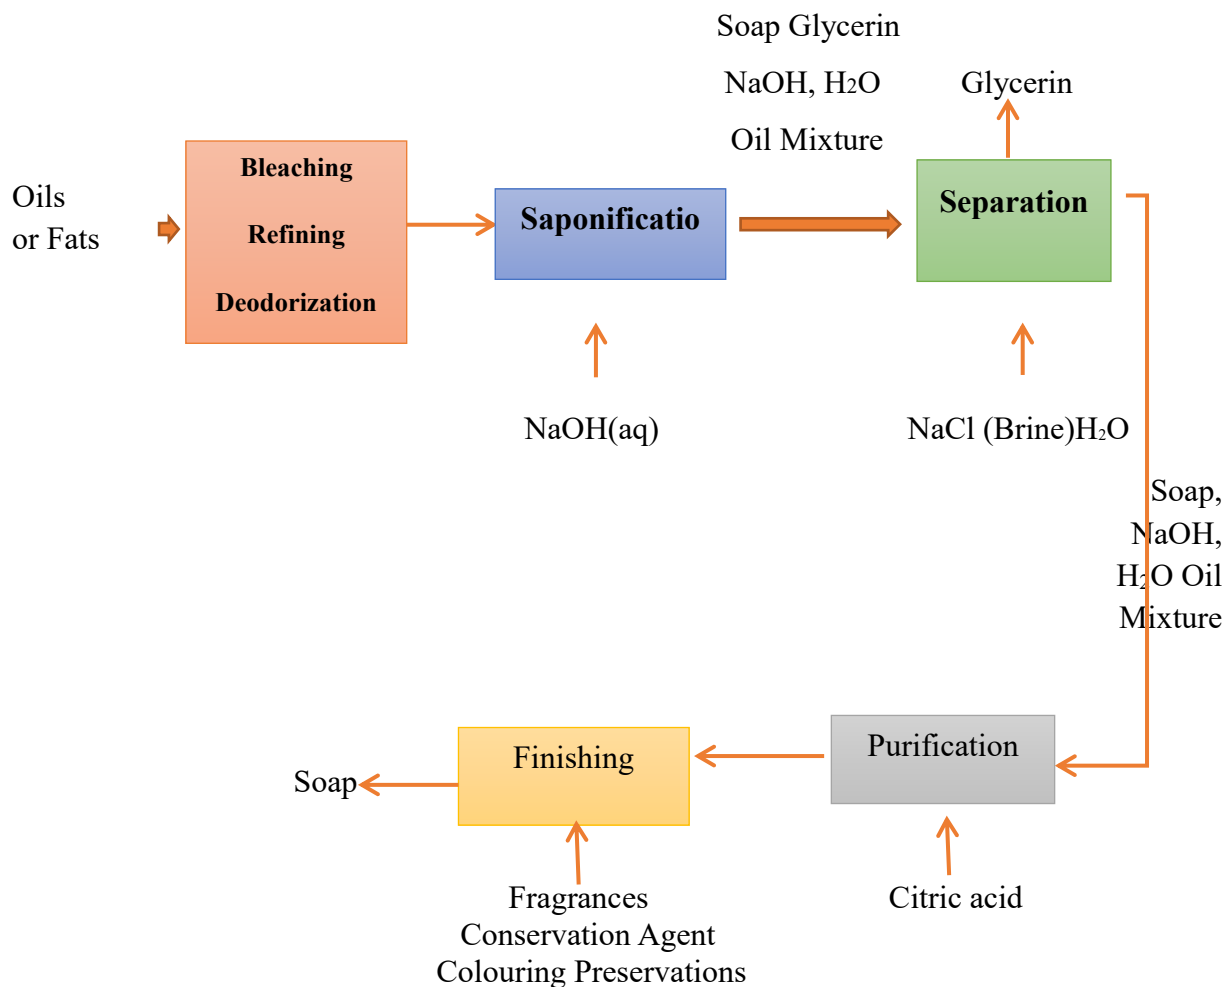 Soap Glycerin
NaOH, H2O
Oil Mixture
Glycerin
Oils
or Fats
Bleaching
Refining
Deodorization
Saponificatio
Separation
NaOH(aq)
NaCl (Brine)H2O
Soap,
NaOH,
H2O Oil
Mixture
Purification
Finishing
Soap
Citric acid
Fragrances
Conservation Agent
Colouring Preservations